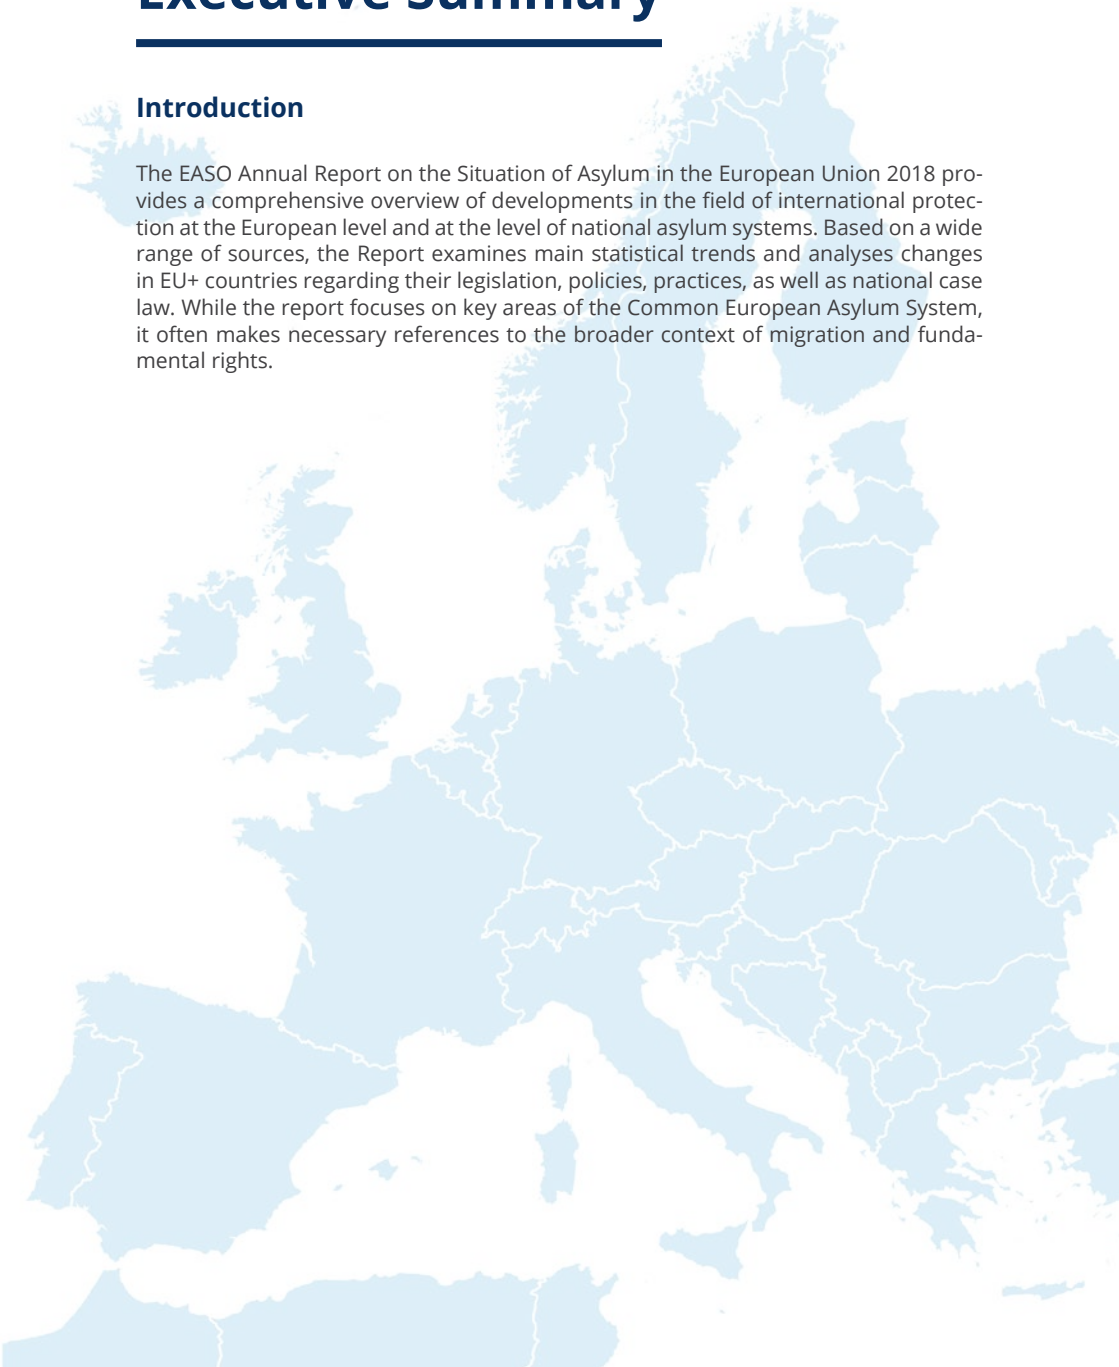 Executive Summary
Introduction
The EASO Annual Report on the Situation of Asylum in the European Union 2018 pro-
vides a comprehensive overview of developments in the field of international protec-
tion at the European level and at the level of national asylum systems. Based on a wide
range of sources, the Report examines main statistical trends and analyses changes
in EU+ countries regarding their legislation, policies, practices, as well as national case
law. While the report focuses on key areas of the Common European Asylum System,
it often makes necessary references to the broader context of migration and funda-
mental rights.